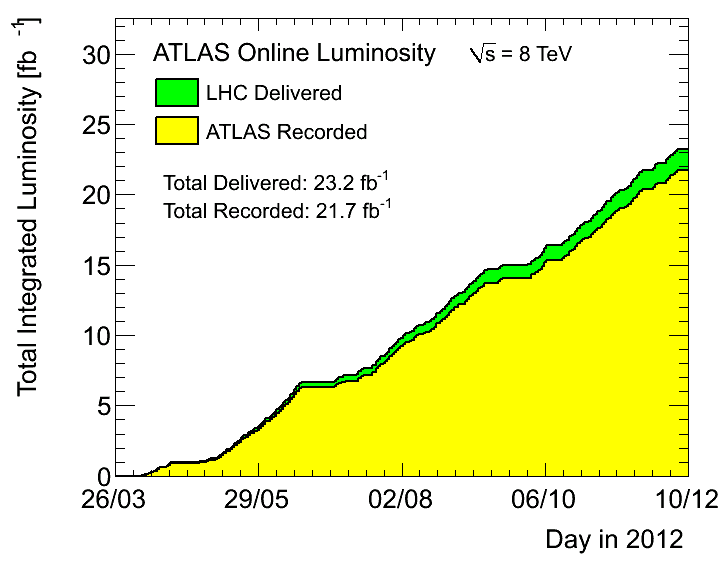 Total Integrated Luminosity [fb⁻¹]
30
25
20
15
10
5
0
ATLAS Online Luminosity √s = 8 TeV
LHC Delivered
ATLAS Recorded
Total Delivered: 23.2 fb⁻¹
Total Recorded: 21.7 fb⁻¹
26/03 29/05 02/08 06/10 10/12
Day in 2012